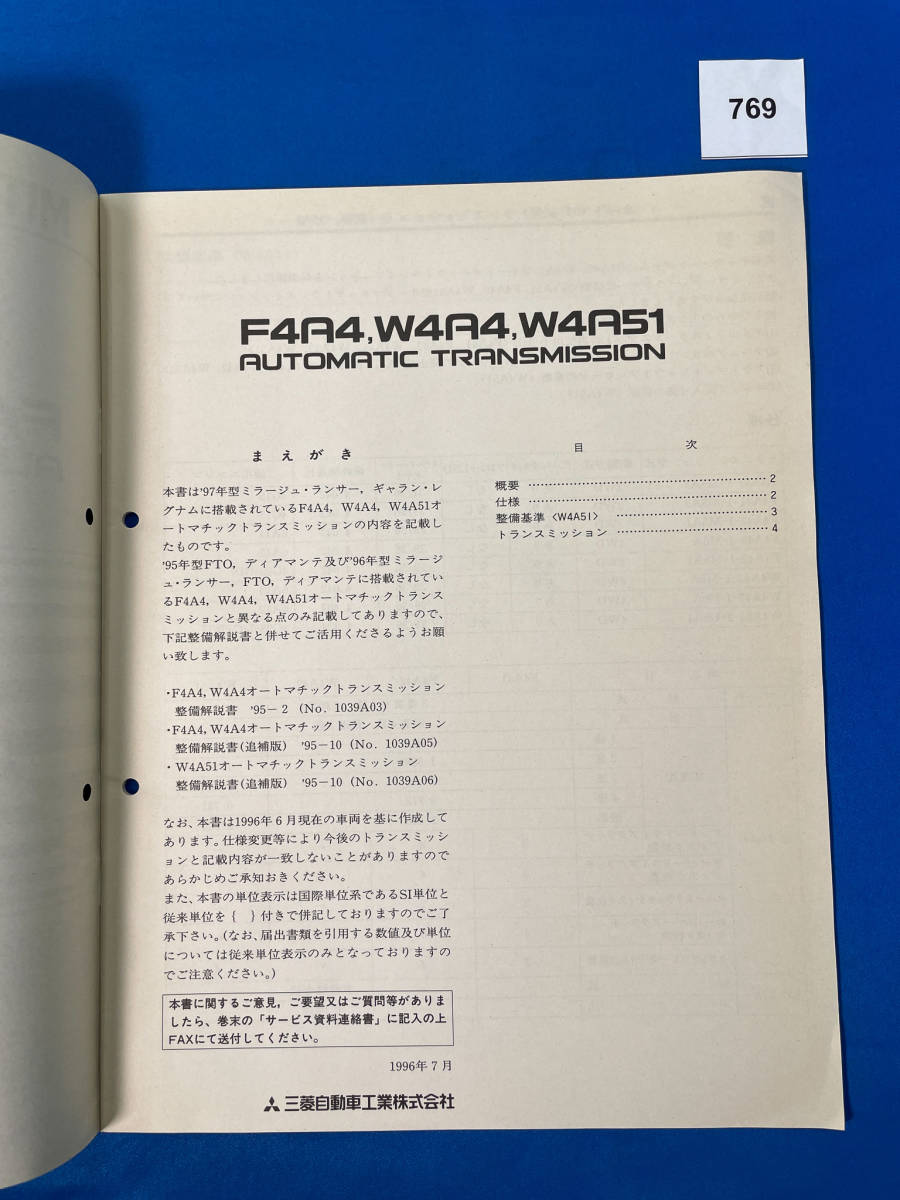 769
F4A4, W4A4, W4A51
AUTOMATIC TRANSMISSION
まえがき
本書は'97年型ミラージュ・ランサー，ギャラン・レ
グナムに搭載されているF4A4，W4A4，W4A51オ
ートマチックトランスミッションの内容を記載し
たものです。
'95年型FTO，ディアマンテ及び'96年型ミラージ
ュ・ランサー，FTO，ディアマンテに搭載されてい
るF4A4，W4A4，W4A51オートマチックトランス
ミッションと異なる点のみ記載してありますので、
下記整備解説書と併せてご活用くださるようお願
い致します。
・F4A4, W4A4オートマチックトランスミッション
整備解説書 '95－2 (No. 1039A03)
・F4A4, W4A4オートマチックトランスミッション
整備解説書(追補版) '95－10 (No. 1039A05)
・W4A51オートマチックトランスミッション
整備解説書(追補版) '95－10 (No. 1039A06)
なお、本書は1996年6月現在の車両を基に作成して
あります。仕様変更等により今後のトランスミッシ
ョンと記載内容が一致しないことがありますので
あらかじめご承知おきください。
また、本書の単位表示は国際単位系であるSI単位と
従来単位を { } 付きで併記しておりますのでご了
承下さい。(なお、届出書類を引用する数値及び単位
については従来単位表示のみとなっておりますの
でご注意ください。)
本書に関するご意見，ご要望又はご質問等がありま
したら、巻末の「サービス資料連絡書」に記入の上
FAXにて送付してください。
1996年7月
三菱自動車工業株式会社
目 次
概要 ………………………………………… 2
仕様 ………………………………………… 2
整備基準〈W4A51〉 ………………………… 3
トランスミッション ………………………… 4